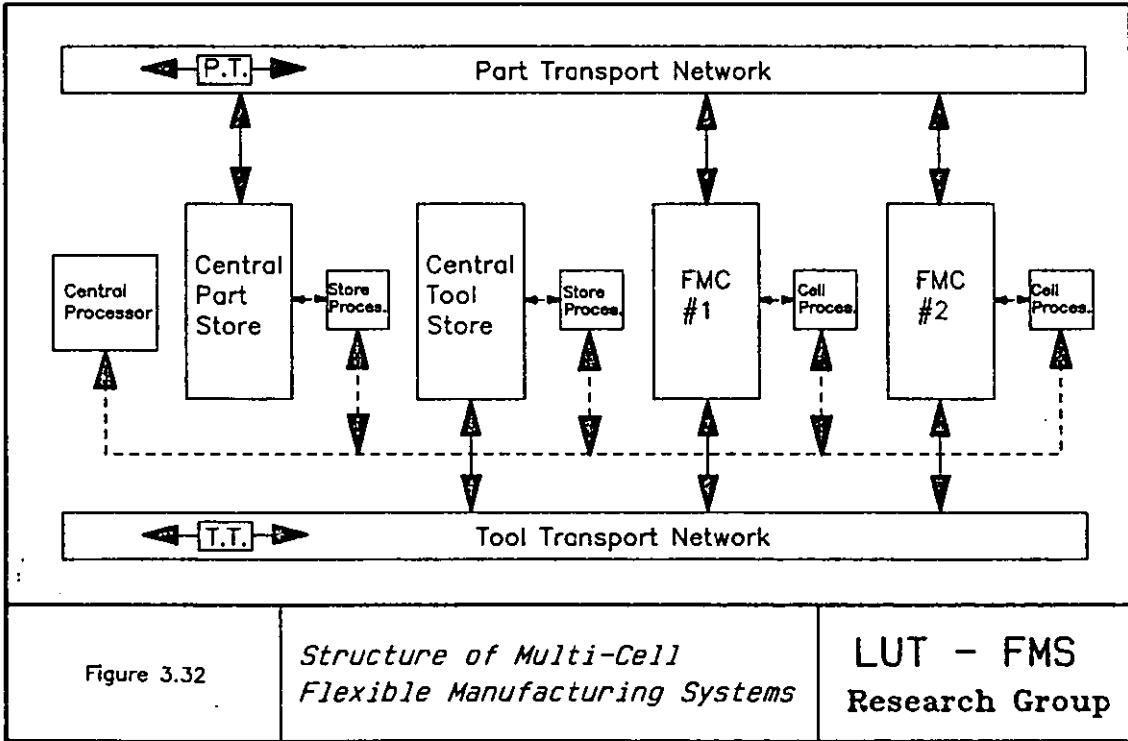 P.T.
Part Transport Network
Central
Processor
Central
Part
Store
Store
Proces.
Central
Tool
Store
Store
Proces.
FMC
#1
Cell
Proces.
FMC
#2
Cell
Proces.
T.T.
Tool Transport Network
Figure 3.32
Structure of Multi-Cell
Flexible Manufacturing Systems
LUT - FMS
Research Group